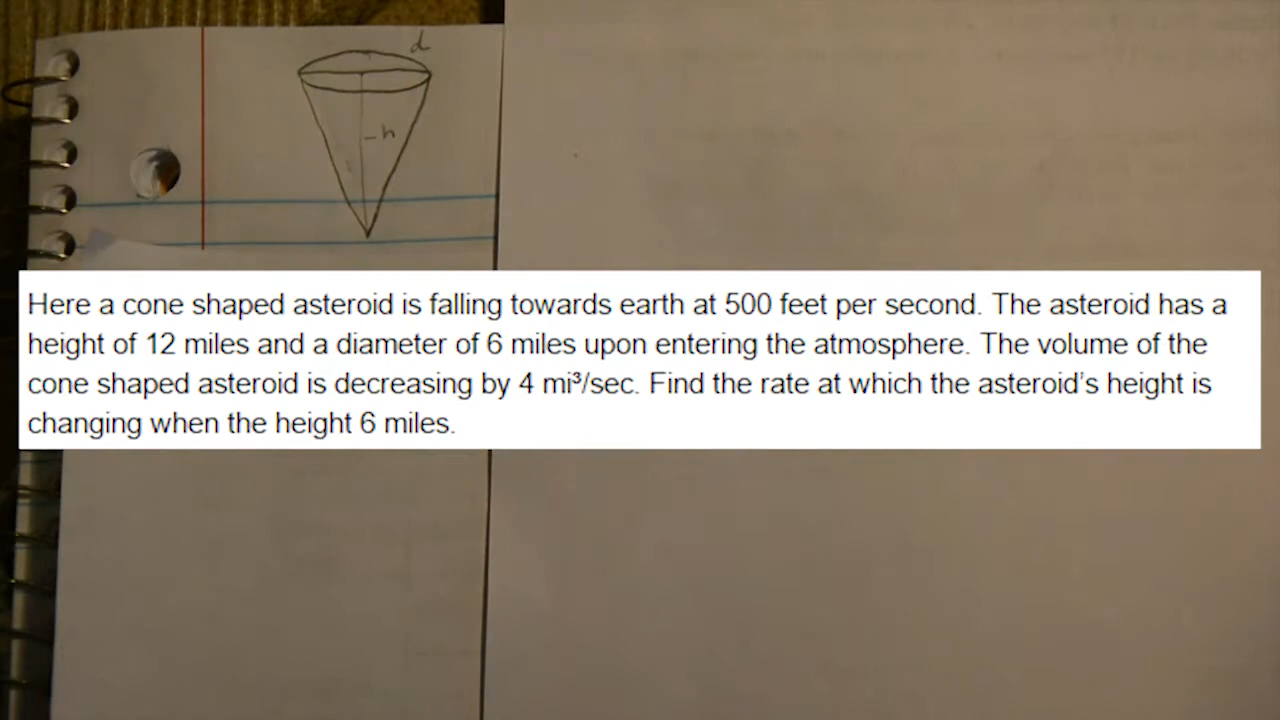 d
-h
Here a cone shaped asteroid is falling towards earth at 500 feet per second. The asteroid has a
height of 12 miles and a diameter of 6 miles upon entering the atmosphere. The volume of the
cone shaped asteroid is decreasing by 4 mi³/sec. Find the rate at which the asteroid's height is
changing when the height 6 miles.